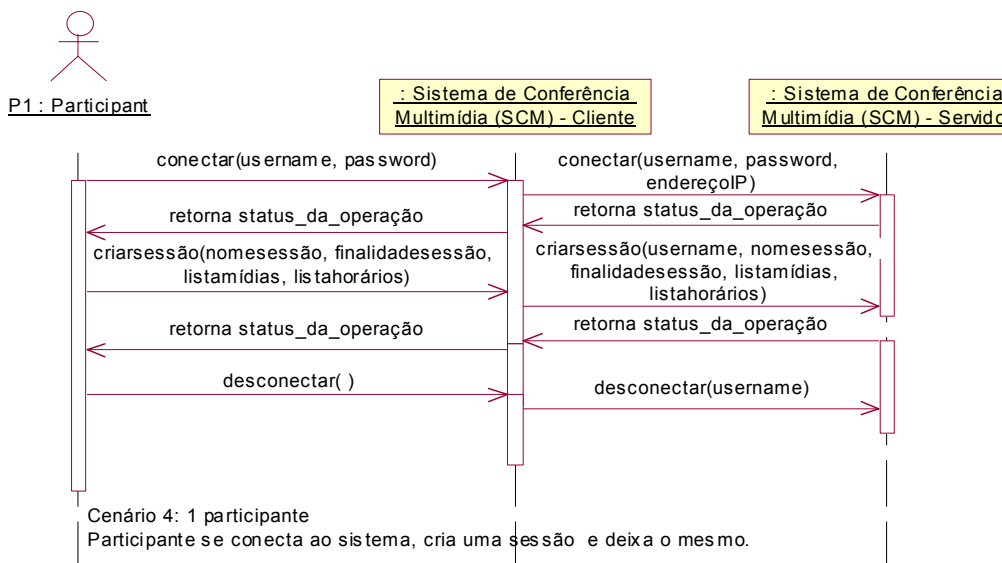 P1 : Participant
: Sistema de Conferência
Multimídia (SCM) - Cliente
: Sistema de Conferência
Multimídia (SCM) - Servido
conectar(username, password)
conectar(username, password,
endereçoIP)
retorna status_da_operação
retorna status_da_operação
criarsessão(nomesessão, finalidadesessão,
listamídias, listahorários)
criarsessão(username, nomesessão,
finalidadesessão, listamídias,
listahorários)
retorna status_da_operação
retorna status_da_operação
desconectar( )
desconectar(username)
Cenário 4: 1 participante
Participante se conecta ao sistema, cria uma sessão e deixa o mesmo.